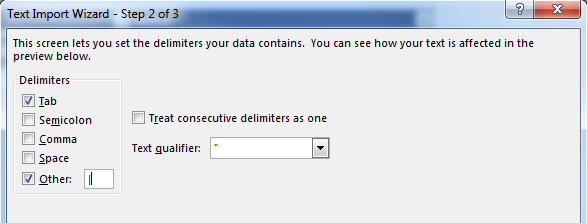 Text Import Wizard - Step 2 of 3
This screen lets you set the delimiters your data contains.  You can see how your text is affected in the
preview below.
Delimiters
Tab
Semicolon
Comma
Space
Other: |
Treat consecutive delimiters as one
Text qualifier: "